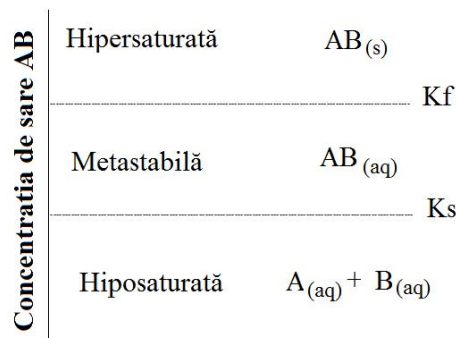 Concentratia de sare AB
Hipersaturată AB(s)
Kf
Metastabilă AB(aq)
Ks
Hiposaturată A(aq) + B(aq)